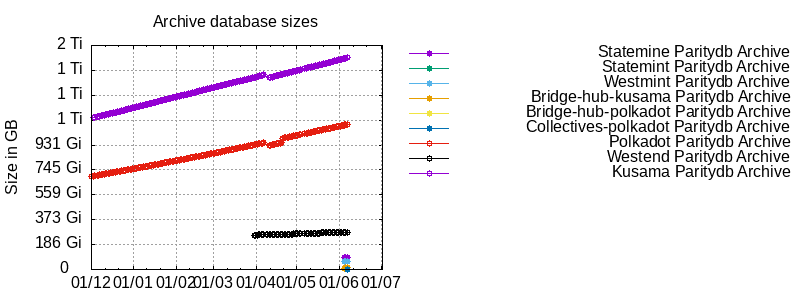 Archive database sizes
Size in GB
2 Ti
1 Ti
1 Ti
1 Ti
931 Gi
745 Gi
559 Gi
373 Gi
186 Gi
0
01/12 01/01 01/02 01/03 01/04 01/05 01/06 01/07
Statemine Paritydb Archive
Statemint Paritydb Archive
Westmint Paritydb Archive
Bridge-hub-kusama Paritydb Archive
Bridge-hub-polkadot Paritydb Archive
Collectives-polkadot Paritydb Archive
Polkadot Paritydb Archive
Westend Paritydb Archive
Kusama Paritydb Archive